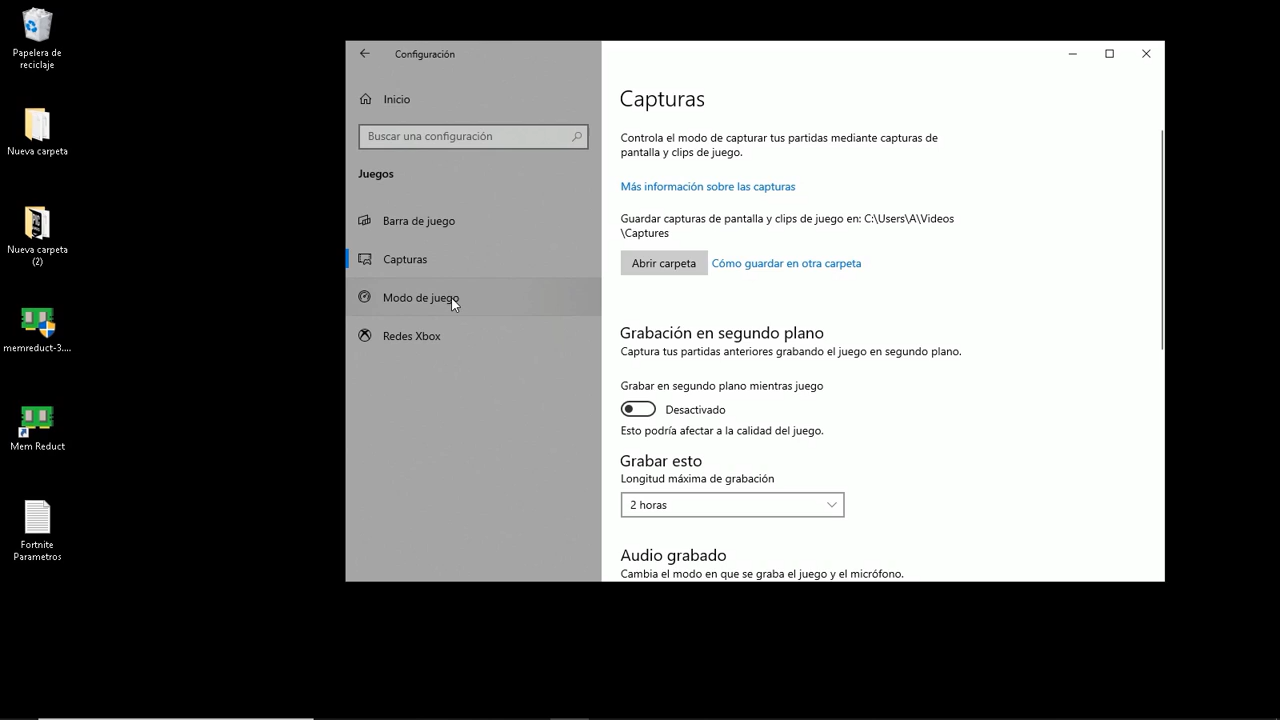 Papelera de
reciclaje
Nueva carpeta
Nueva carpeta
(2)
memreduct-3....
Mem Reduct
Fortnite
Parametros
Configuración
Inicio
Buscar una configuración
Juegos
Barra de juego
Capturas
Modo de juego
Redes Xbox
Capturas
Controla el modo de capturar tus partidas mediante capturas de
pantalla y clips de juego.
Más información sobre las capturas
Guardar capturas de pantalla y clips de juego en: C:\Users\A\Videos
\Captures
Abrir carpeta
Cómo guardar en otra carpeta
Grabación en segundo plano
Captura tus partidas anteriores grabando el juego en segundo plano.
Grabar en segundo plano mientras juego
Desactivado
Esto podría afectar a la calidad del juego.
Grabar esto
Longitud máxima de grabación
2 horas
Audio grabado
Cambia el modo en que se graba el juego y el micrófono.